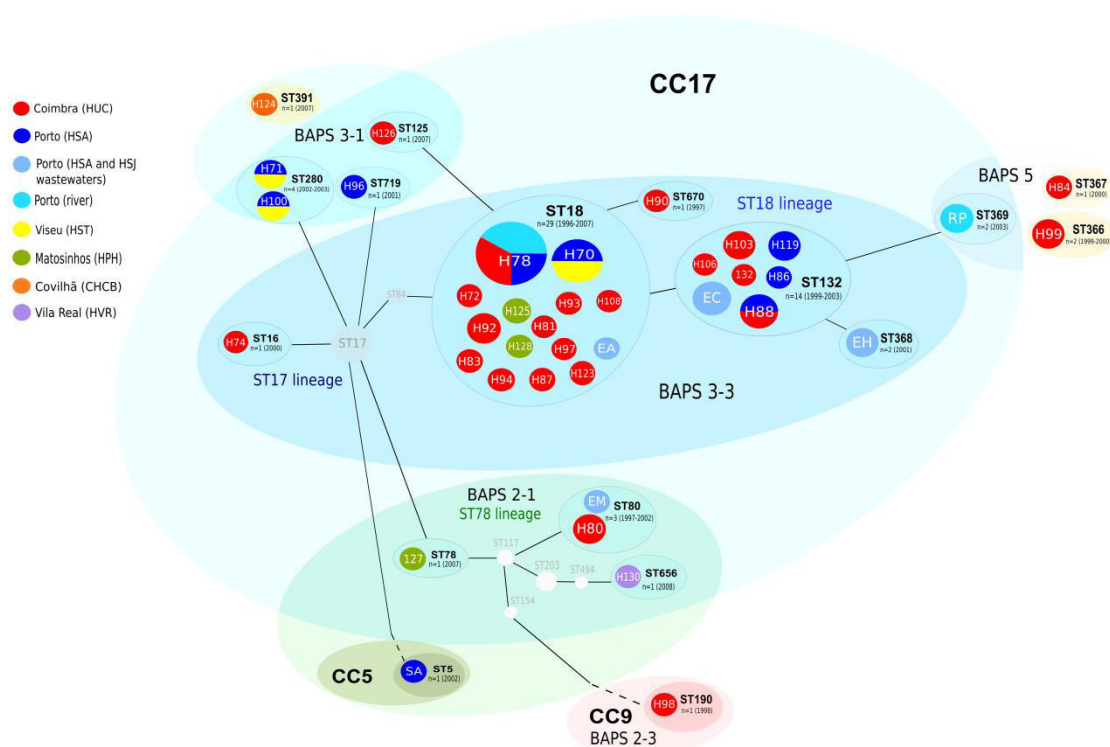 CC17
Coimbra (HUC)
Porto (HSA)
Porto (HSA and HSJ
wastewaters)
Porto (river)
Viseu (HST)
Matosinhos (HPH)
Covilhã (CHCB)
Vila Real (HVR)
H124
ST391
n=1 (2007)
BAPS 3-1
H126
ST125
n=1 (2007)
H71
H100
ST280
n=4 (2002-2003)
H96
ST719
n=1 (2001)
BAPS 5
H84
ST367
n=1 (2000)
RP
ST369
n=2 (2003)
H99
ST366
n=2 (1999-2000)
H90
ST670
n=1 (1997)
ST18 lineage
ST18
n=29 (1996-2007)
H78
H70
H72
H125
H93
H108
H92
H81
H128
H97
EA
H83
H94
H87
H123
H103
H119
H106
132
H86
ST132
n=14 (1999-2003)
EC
H88
EH
ST368
n=2 (2001)
ST64
H74
ST16
n=1 (2000)
ST17
ST17 lineage
BAPS 3-3
BAPS 2-1
ST78 lineage
EM
ST80
n=3 (1997-2002)
H80
127
ST78
n=1 (2007)
ST117
ST203
ST494
H130
ST656
n=1 (2008)
ST154
CC5
SA
ST5
n=1 (2002)
H98
ST190
n=1 (1998)
CC9
BAPS 2-3